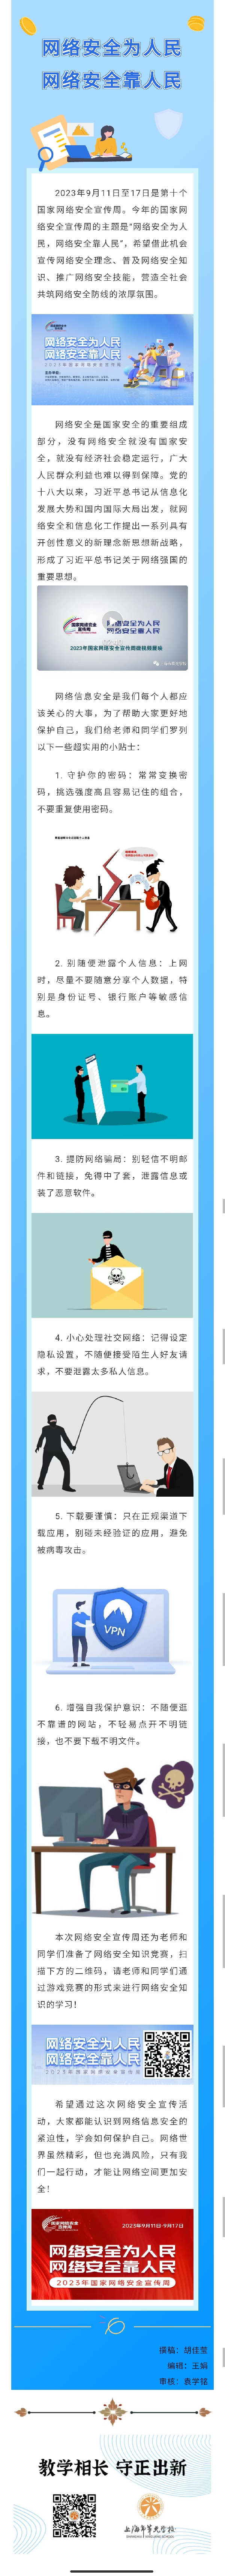 网络安全为人民
网络安全靠人民
2023年9月11日至17日是第十个
国家网络安全宣传周。今年的国家网
络安全宣传周的主题是“网络安全为人
民，网络安全靠人民”，希望借此机会
宣传网络安全理念、普及网络安全知
识、推广网络安全技能，营造全社会
共筑网络安全防线的浓厚氛围。
网络安全为人民
网络安全靠人民
网络安全是国家安全的重要组成
部分，没有网络安全就没有国家安
全，就没有经济社会稳定运行，广大
人民群众利益也难以得到保障。党的
十八大以来，习近平总书记从信息化
发展大势和国内国际大局出发，就网
络安全和信息化工作提出一系列具有
开创性意义的新理念新思想新战略，
形成了习近平总书记关于网络强国的
重要思想。
国家网络安全
宣传周
网络安全为人民
网络安全靠人民
网络信息安全是我们每个人都应
该关心的大事，为了帮助大家更好地
保护自己，我们给老师和同学们罗列
以下一些超实用的小贴士：
1. 守护你的密码：常常变换密
码，挑选强度高且容易记住的组合，
不要重复使用密码。
2. 别随便泄露个人信息：上网
时，尽量不要随意分享个人数据，特
别是身份证号、银行账户等敏感信
息。
3. 提防网络骗局：别轻信不明邮
件和链接，免得中了套，泄露信息或
装了恶意软件。
4. 小心处理社交网络：记得设定
隐私设置，不随便接受陌生人好友请
求，不要泄露太多私人信息。
5. 下载要谨慎：只在正规渠道下
载应用，别碰未经验证的应用，避免
被病毒攻击。
VPN
6. 增强自我保护意识：不随便逛
不靠谱的网站，不轻易点开不明链
接，也不要下载不明文件。
本次网络安全宣传周还为老师和
同学们准备了网络安全知识竞赛，扫
描下方的二维码，请老师和同学们通
过游戏竞赛的形式来进行网络安全知
识的学习！
网络安全为人民
网络安全靠人民
2023年国家网络安全宣传周
希望通过这次网络安全宣传活
动，大家都能认识到网络信息安全的
紧迫性，学会如何保护自己。网络世
界虽然精彩，但也充满风险，只有我
们一起行动，才能让网络空间更加安
全！
国家网络安全
宣传周
2023年9月11日-9月17日
网络安全为人民
网络安全靠人民
2023年国家网络安全宣传周
撰稿：胡佳莹
编辑：王娟
审核：袁学铭
教学相长 守正出新